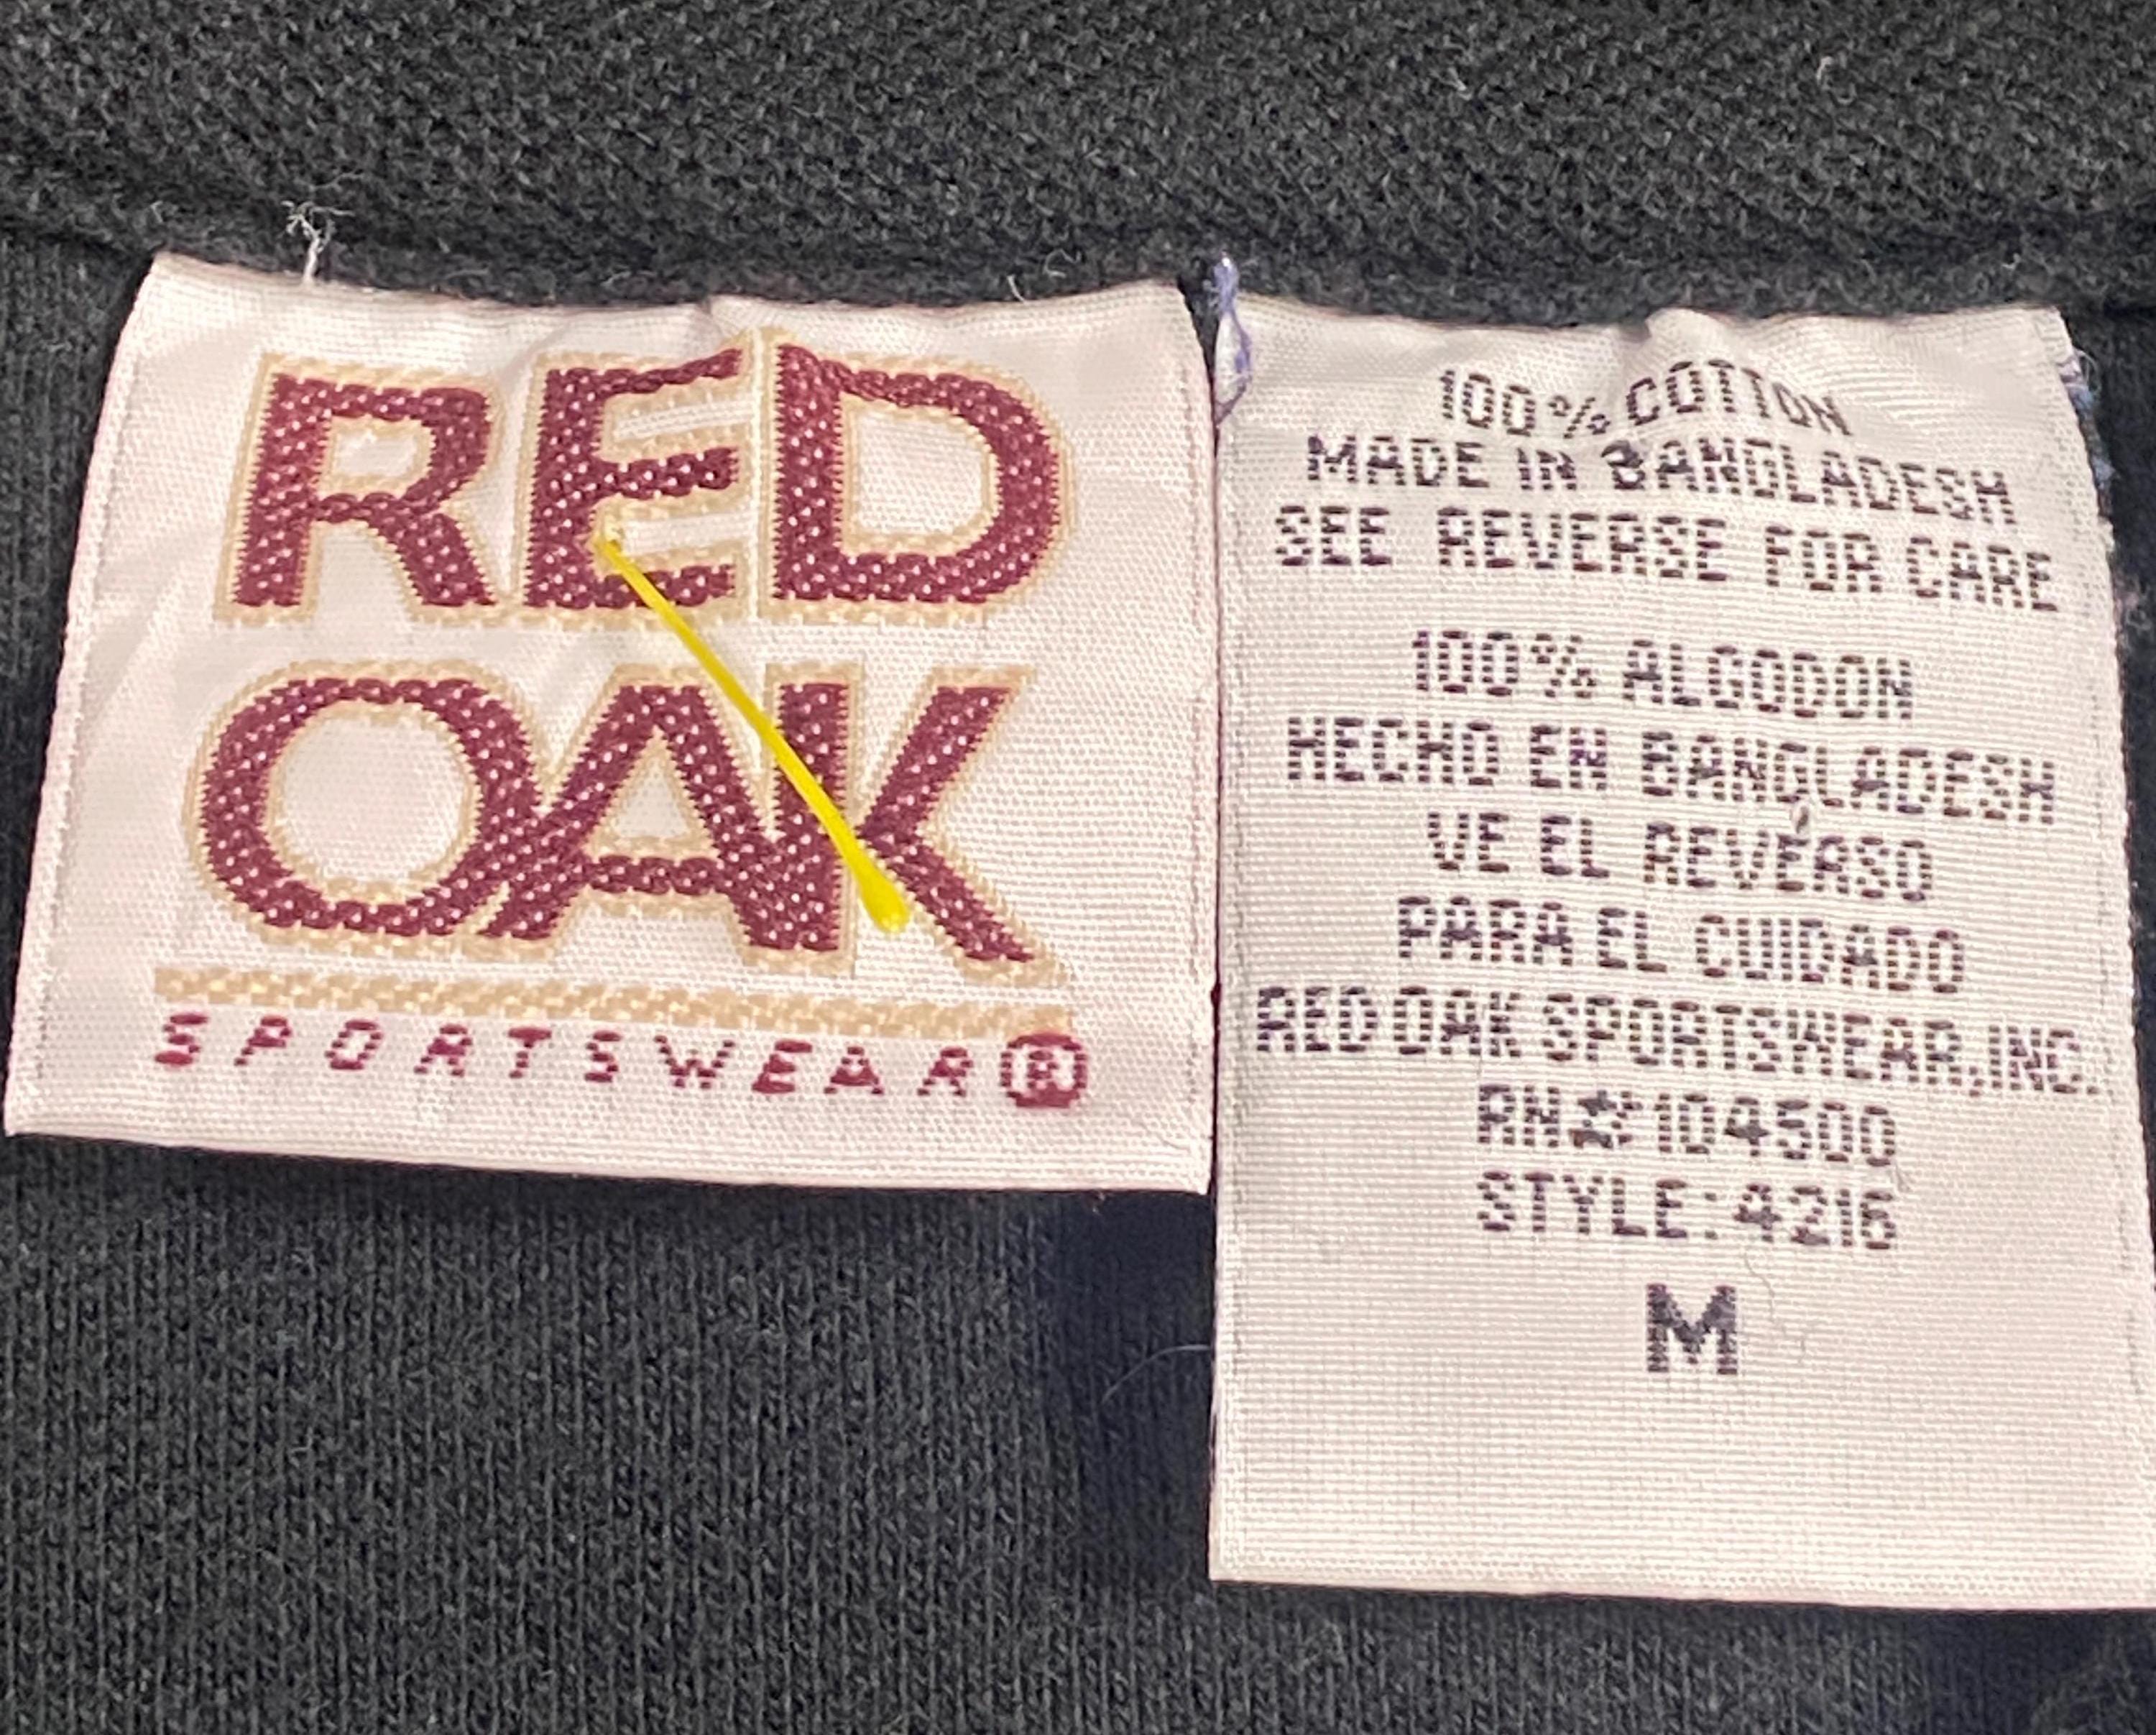 RED
OAK
SPORTSWEAR®
100% COTTON
MADE IN BANGLADESH
SEE REVERSE FOR CARE
100% ALGODON
HECHO EN BANGLADESH
VE EL REVERSO
PARA EL CUIDADO
RED OAK SPORTSWEAR,INC.
RN#104500
STYLE:4216
M